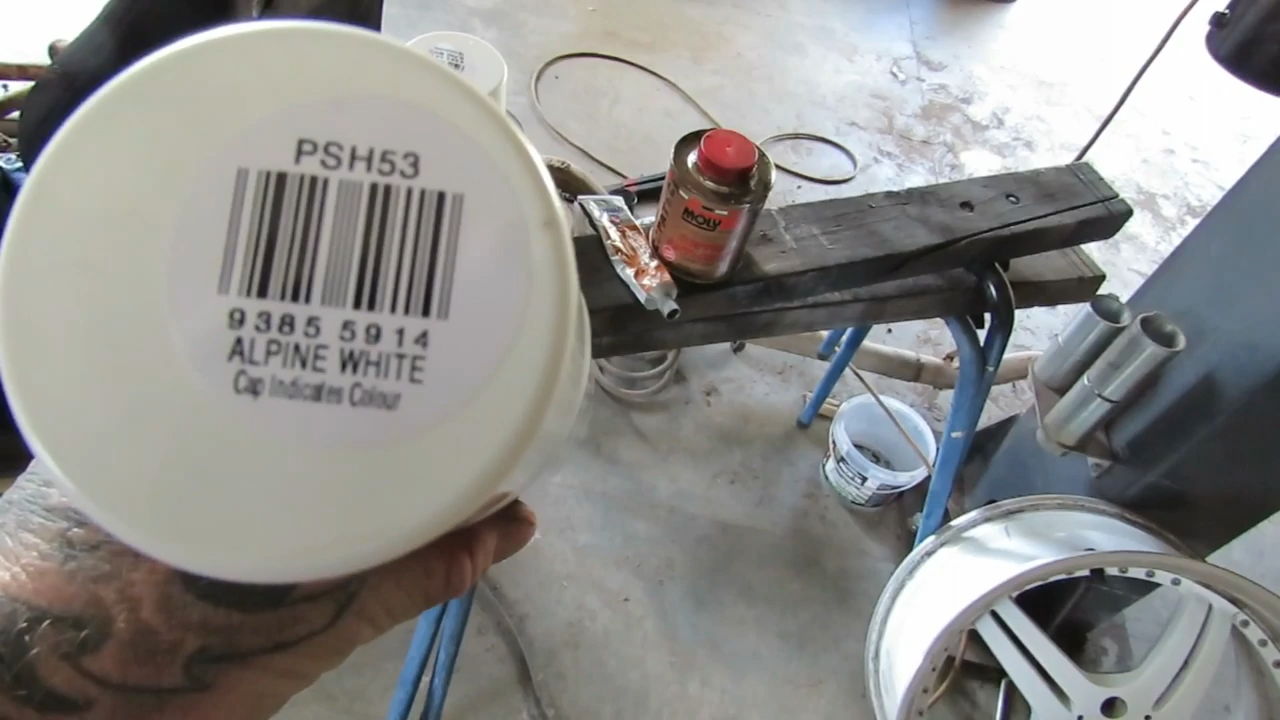 PSH53
9385 5914
ALPINE WHITE
Cap Indicates Colour
MOLY